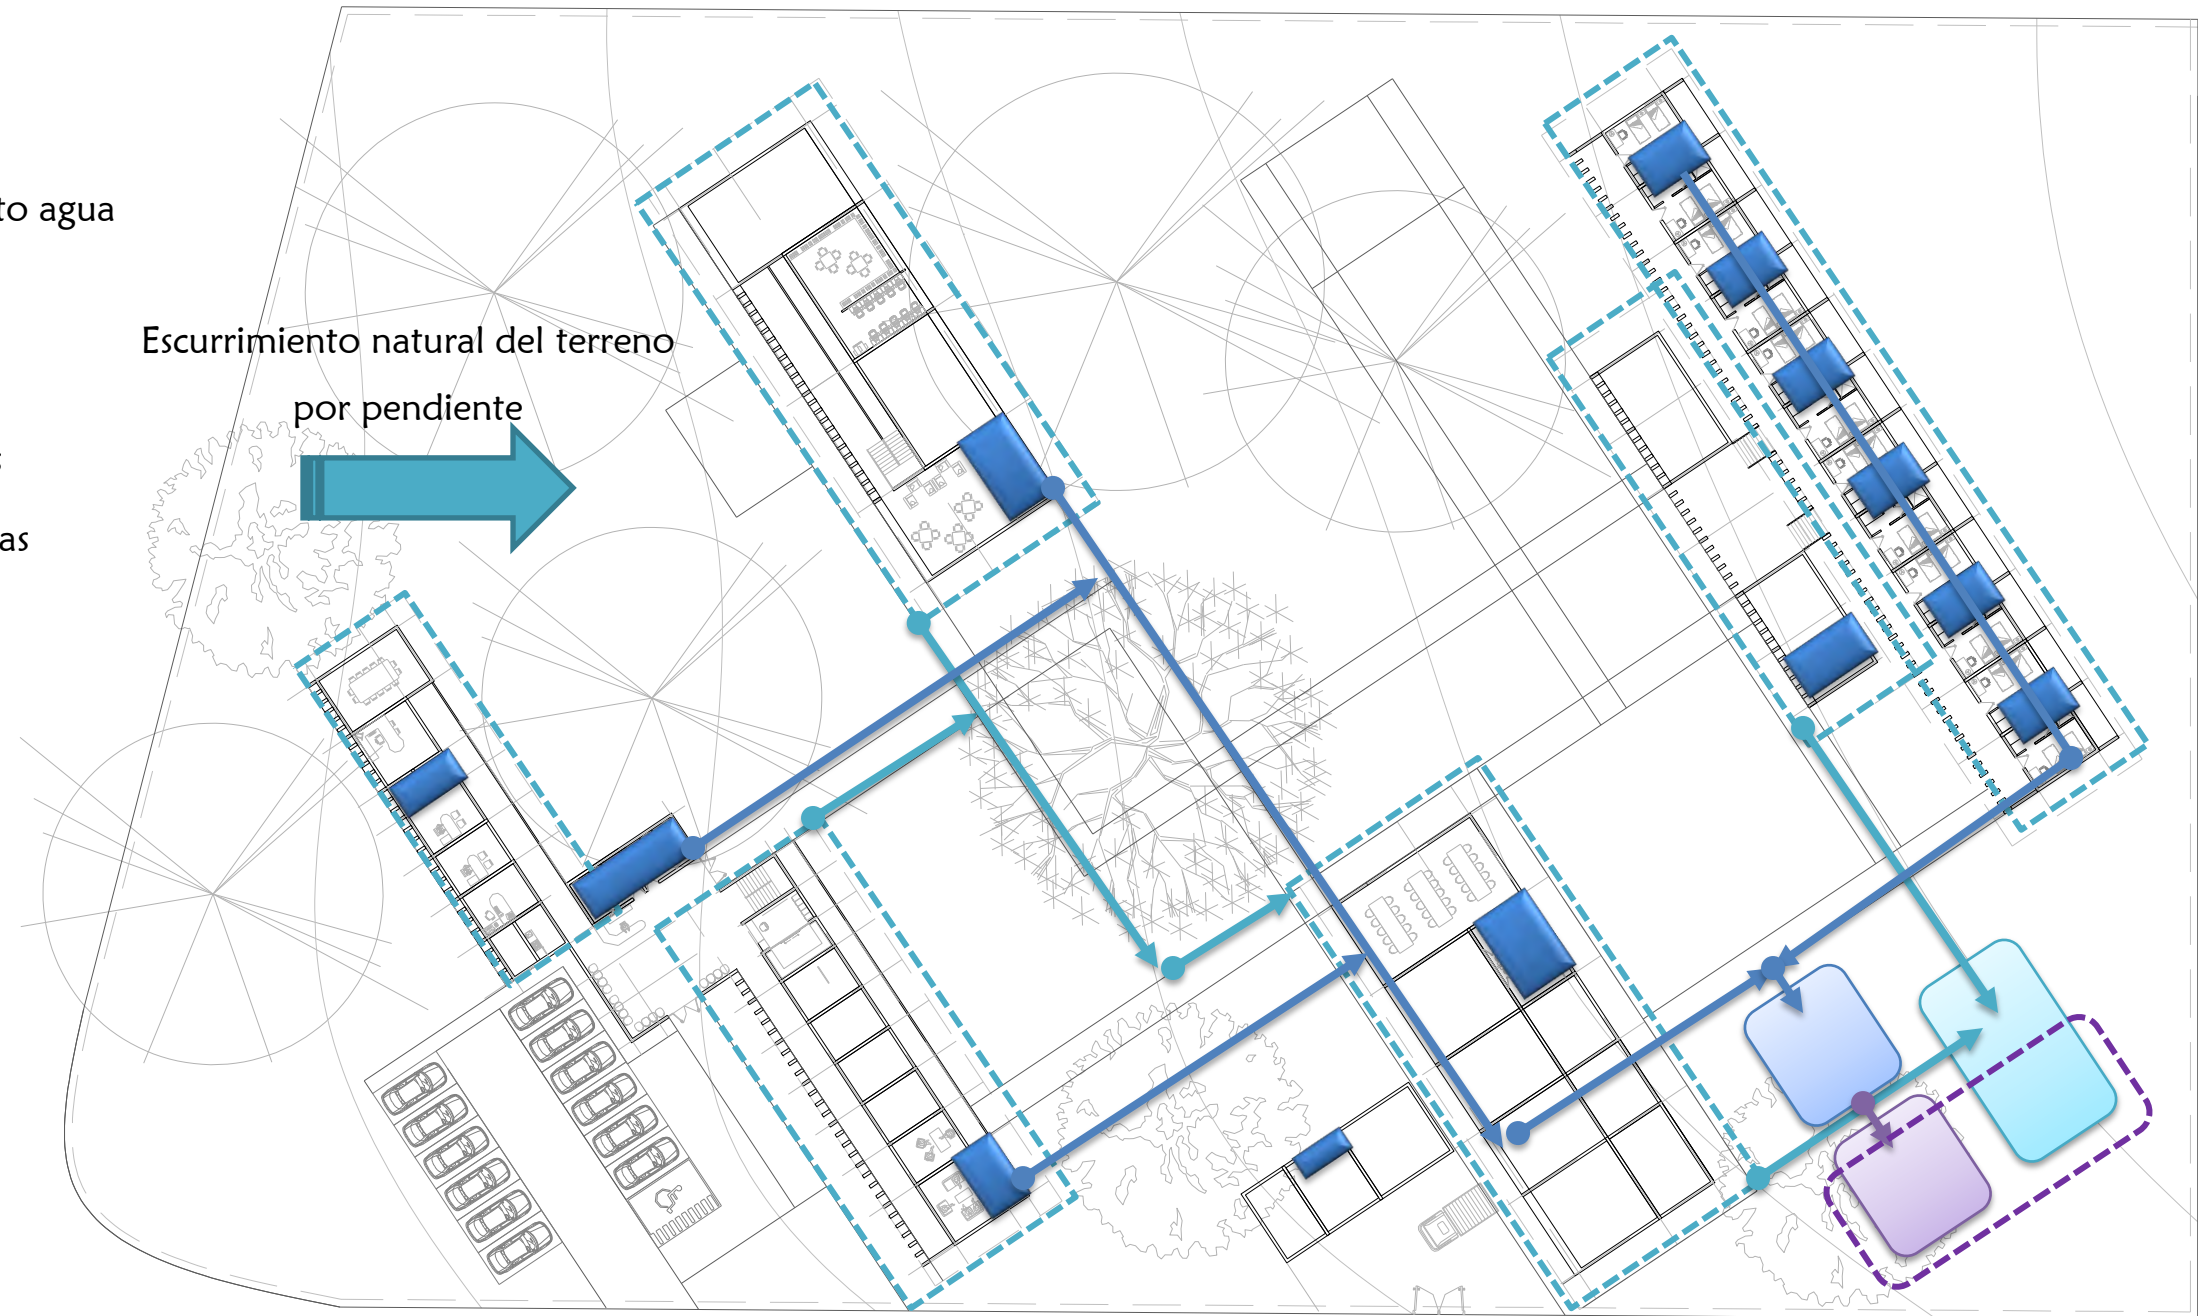 to agua
Escurrimiento natural del terreno
por pendiente
as